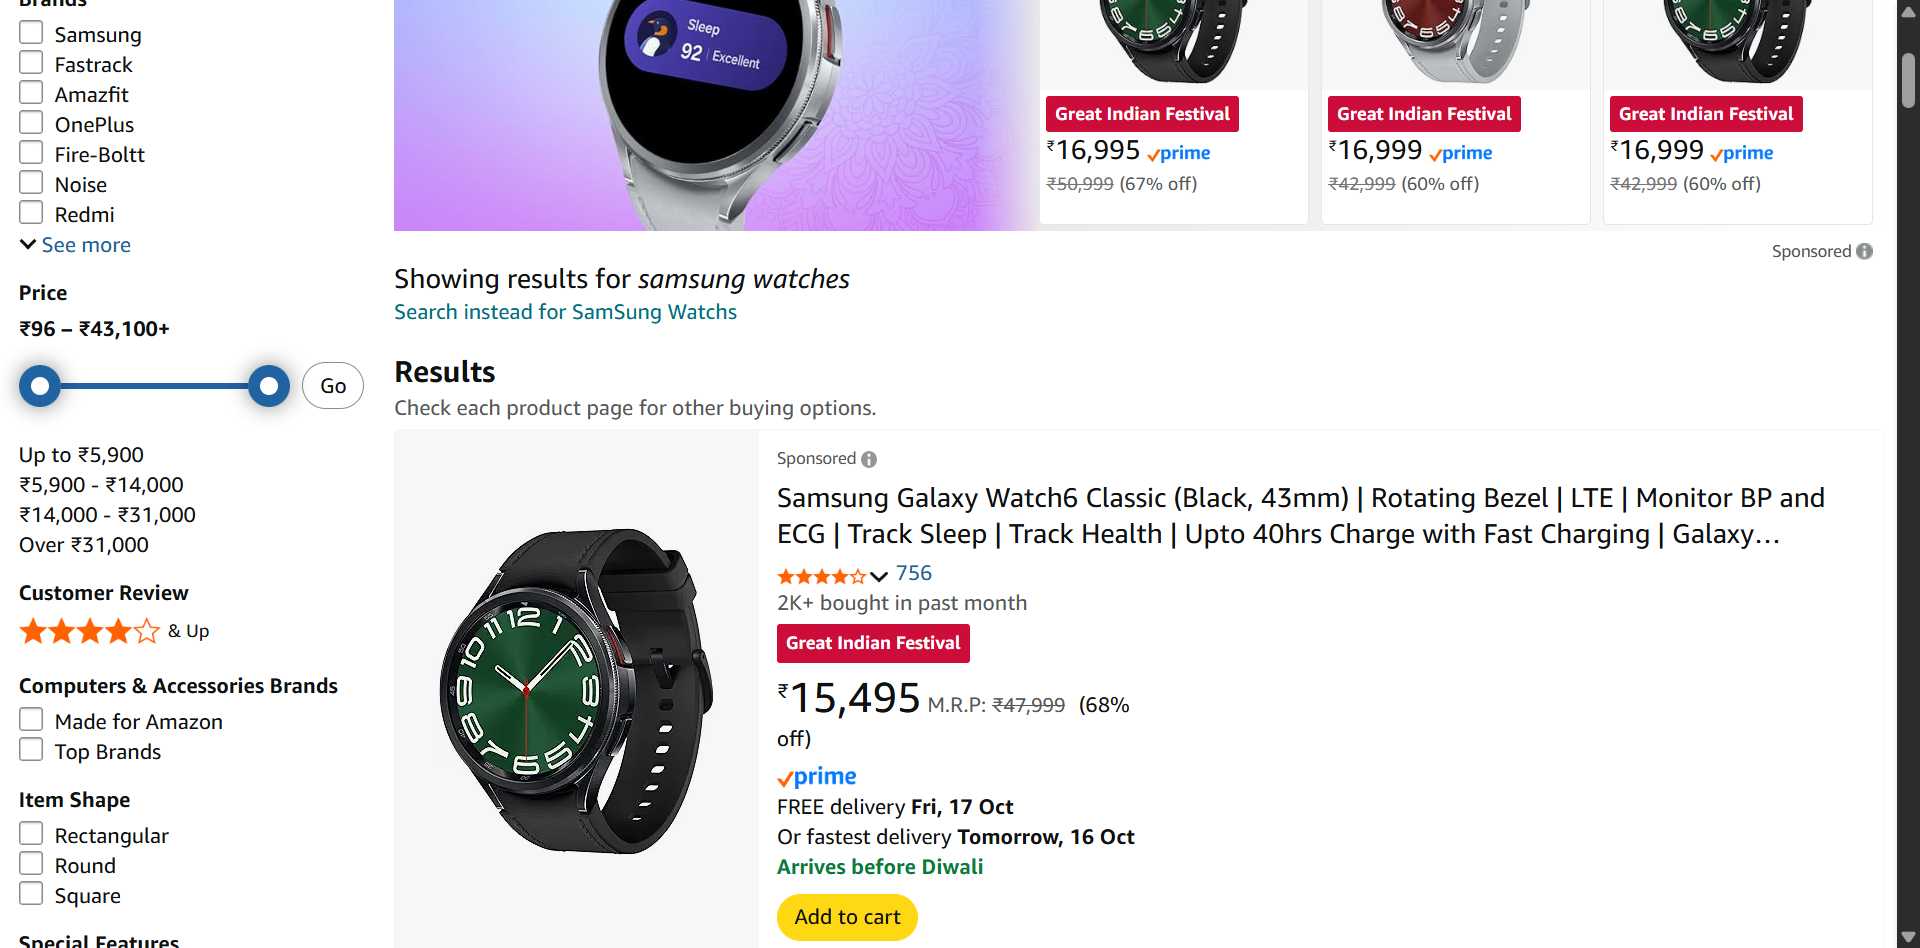 Brands
Samsung
Fastrack
Amazfit
OnePlus
Fire-Boltt
Noise
Redmi
See more
Price
₹96 – ₹43,100+
Go
Up to ₹5,900
₹5,900 - ₹14,000
₹14,000 - ₹31,000
Over ₹31,000
Customer Review
& Up
Computers & Accessories Brands
Made for Amazon
Top Brands
Item Shape
Rectangular
Round
Square
Special Features
Sleep
92 | Excellent
Great Indian Festival
₹16,995 prime
₹50,999 (67% off)
Great Indian Festival
₹16,999 prime
₹42,999 (60% off)
Great Indian Festival
₹16,999 prime
₹42,999 (60% off)
Sponsored
Showing results for samsung watches
Search instead for SamSung Watchs
Results
Check each product page for other buying options.
Sponsored
Samsung Galaxy Watch6 Classic (Black, 43mm) | Rotating Bezel | LTE | Monitor BP and
ECG | Track Sleep | Track Health | Upto 40hrs Charge with Fast Charging | Galaxy…
756
2K+ bought in past month
Great Indian Festival
₹15,495 M.R.P: ₹47,999 (68%
off)
prime
FREE delivery Fri, 17 Oct
Or fastest delivery Tomorrow, 16 Oct
Arrives before Diwali
Add to cart